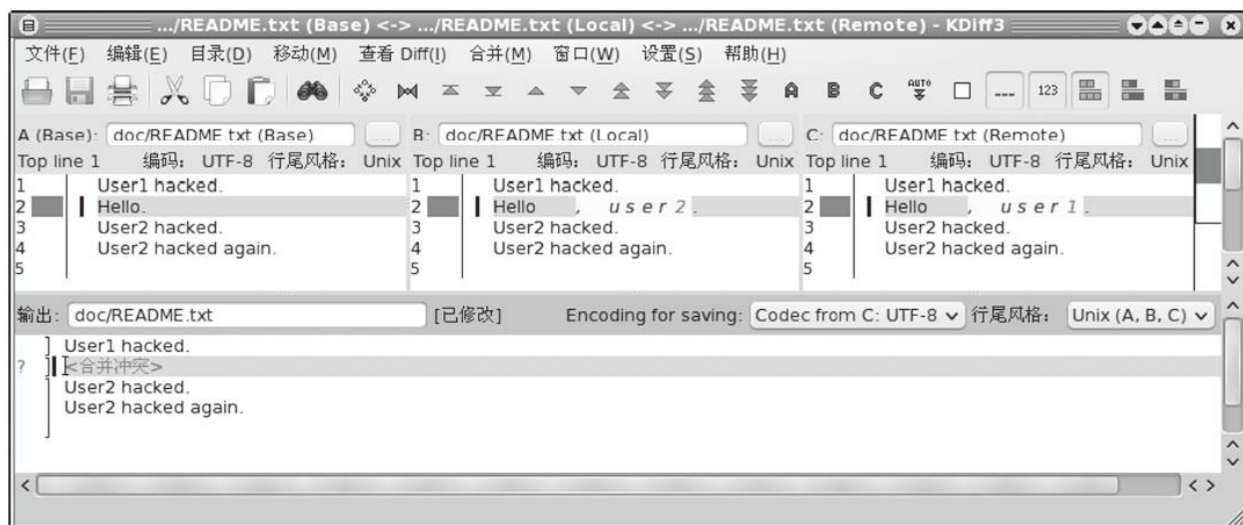 .../README.txt (Base) <-> .../README.txt (Local) <-> .../README.txt (Remote) - KDiff3
文件(F) 编辑(E) 目录(D) 移动(M) 查看 Diff(I) 合并(M) 窗口(W) 设置(S) 帮助(H)
A B C AUTO --- 123
A (Base): doc/README txt (Base) ... B: doc/README txt (Local) ... C: doc/README txt (Remote) ...
Top line 1 编码: UTF-8 行尾风格: Unix Top line 1 编码: UTF-8 行尾风格: Unix Top line 1 编码: UTF-8 行尾风格: Unix
1 User1 hacked. 1 User1 hacked. 1 User1 hacked.
2 Hello. 2 Hello , user2. 2 Hello , user1.
3 User2 hacked. 3 User2 hacked. 3 User2 hacked.
4 User2 hacked again. 4 User2 hacked again. 4 User2 hacked again.
5 5 5
输出: doc/README.txt [已修改] Encoding for saving: Codec from C: UTF-8 行尾风格: Unix (A, B, C)
User1 hacked.
? <合并冲突>
User2 hacked.
User2 hacked again.